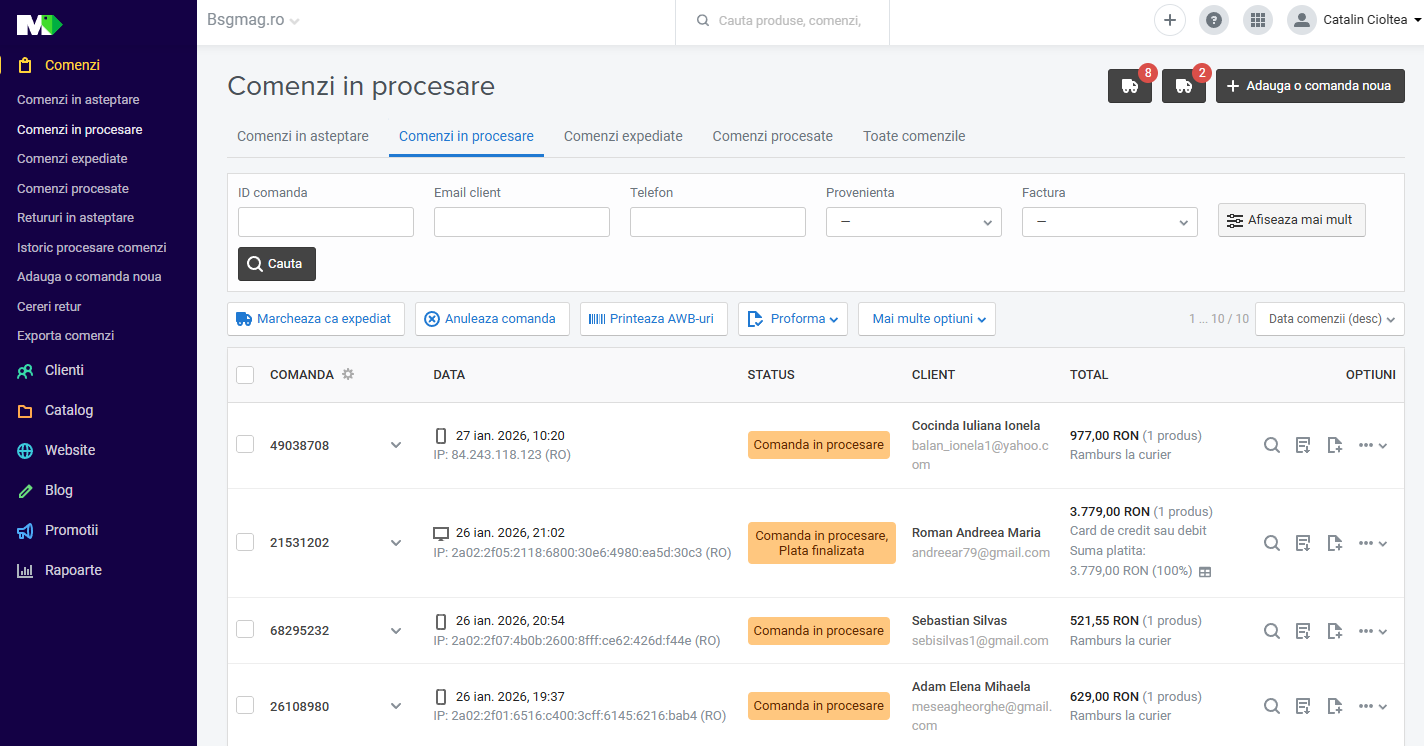 Bsgmag.ro
Cauta produse, comenzi,
Catalin Cioltea
Comenzi
Comenzi in asteptare
Comenzi in procesare
Comenzi expediate
Comenzi procesate
Retururi in asteptare
Istoric procesare comenzi
Adauga o comanda noua
Cereri retur
Exporta comenzi
Clienti
Catalog
Website
Blog
Promotii
Rapoarte
Comenzi in procesare
8
2
Adauga o comanda noua
Comenzi in asteptare Comenzi in procesare Comenzi expediate Comenzi procesate Toate comenzile
ID comanda Email client Telefon Provenienta Factura
— — Afiseaza mai mult
Cauta
Marcheaza ca expediat Anuleaza comanda Printeaza AWB-uri Proforma Mai multe optiuni 1 ... 10 / 10 Data comenzii (desc)
COMANDA DATA STATUS CLIENT TOTAL OPTIUNI
49038708
27 ian. 2026, 10:20
IP: 84.243.118.123 (RO)
Comanda in procesare
Cocinda Iuliana Ionela
balan_ionela1@yahoo.c
om
977,00 RON (1 produs)
Ramburs la curier
21531202
26 ian. 2026, 21:02
IP: 2a02:2f05:2118:6800:30e6:4980:ea5d:30c3 (RO)
Comanda in procesare,
Plata finalizata
Roman Andreea Maria
andreear79@gmail.com
3.779,00 RON (1 produs)
Card de credit sau debit
Suma platita:
3.779,00 RON (100%)
68295232
26 ian. 2026, 20:54
IP: 2a02:2f07:4b0b:2600:8fff:ce62:426d:f44e (RO)
Comanda in procesare
Sebastian Silvas
sebisilvas1@gmail.com
521,55 RON (1 produs)
Ramburs la curier
26108980
26 ian. 2026, 19:37
IP: 2a02:2f01:6516:c400:3cff:6145:6216:bab4 (RO)
Comanda in procesare
Adam Elena Mihaela
meseagheorghe@gmail.
com
629,00 RON (1 produs)
Ramburs la curier